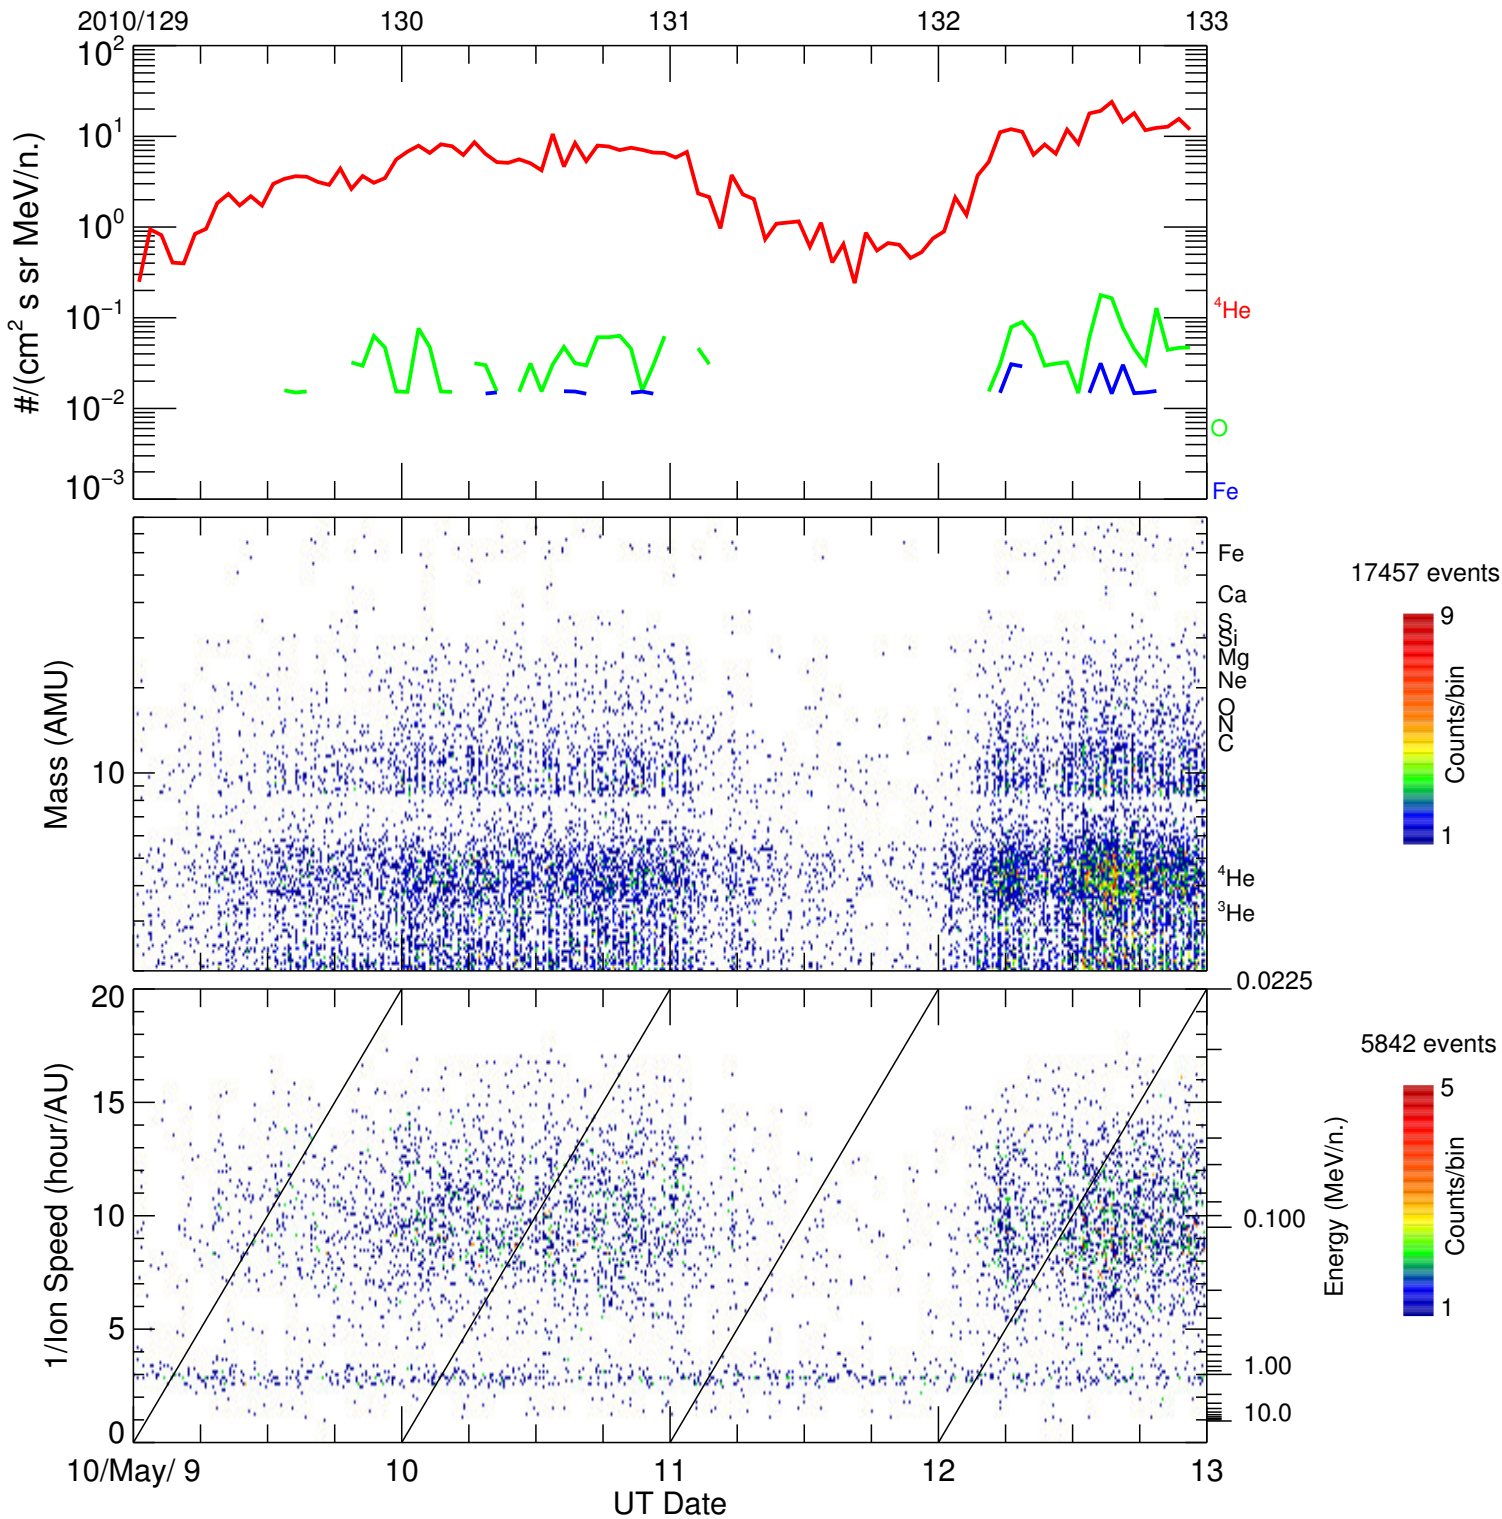 2010/129 130 131 132 133
10²
10¹
10⁰
10⁻¹
10⁻²
10⁻³
#/(cm² s sr MeV/n.)
⁴He
O
Fe
Mass (AMU)
10
Fe
Ca
S
Si
Mg
Ne
O
N
C
⁴He
³He
17457 events
9
Counts/bin
1
1/Ion Speed (hour/AU)
20
15
10
5
0
0.0225
0.100
1.00
10.0
Energy (MeV/n.)
5842 events
5
Counts/bin
1
10/May/ 9 10 11 12 13
UT Date